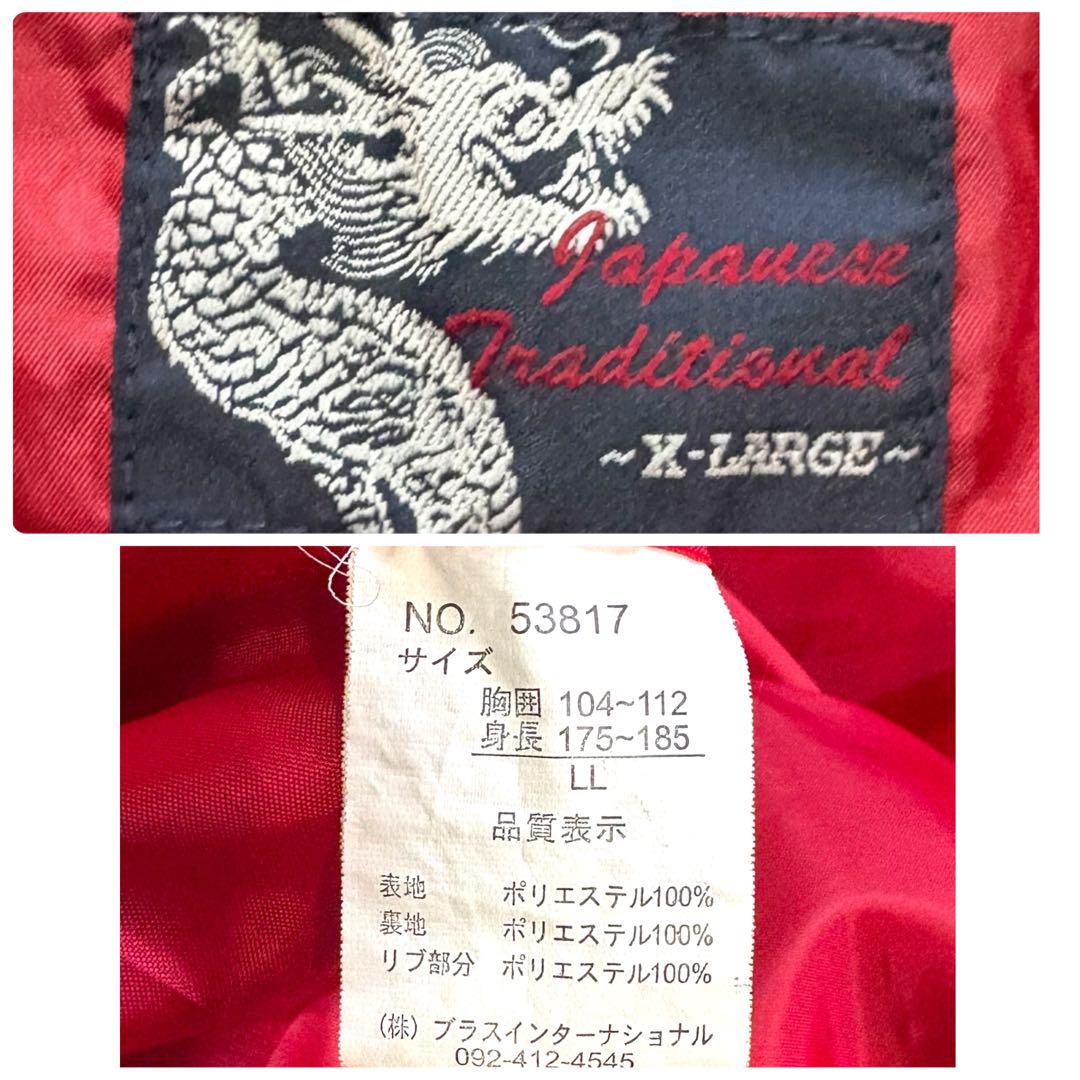 Japanese
Traditional
~X-LARGE~
NO. 53817
サイズ
胸囲 104~112
身長 175~185
LL
品質表示
表地 ポリエステル100%
裏地 ポリエステル100%
リブ部分 ポリエステル100%
(株) ブラスインターナショナル
092-412-4545